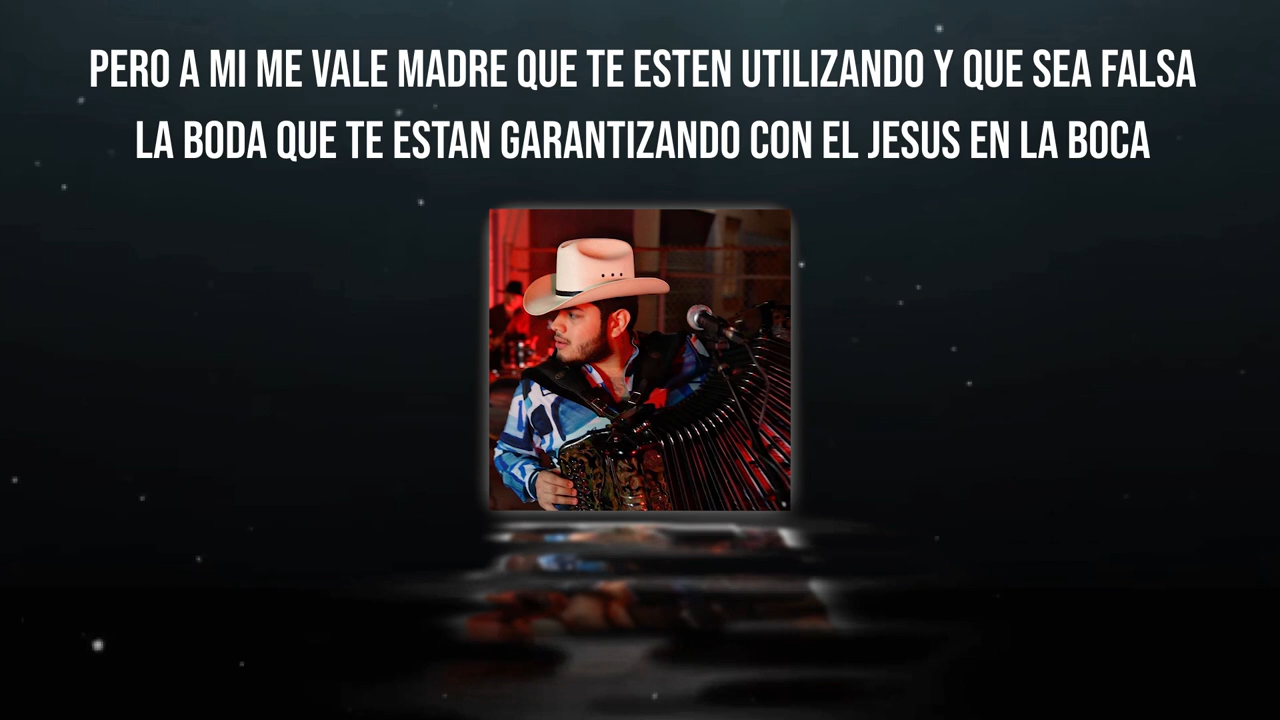 PERO A MI ME VALE MADRE QUE TE ESTEN UTILIZANDO Y QUE SEA FALSA
LA BODA QUE TE ESTAN GARANTIZANDO CON EL JESUS EN LA BOCA